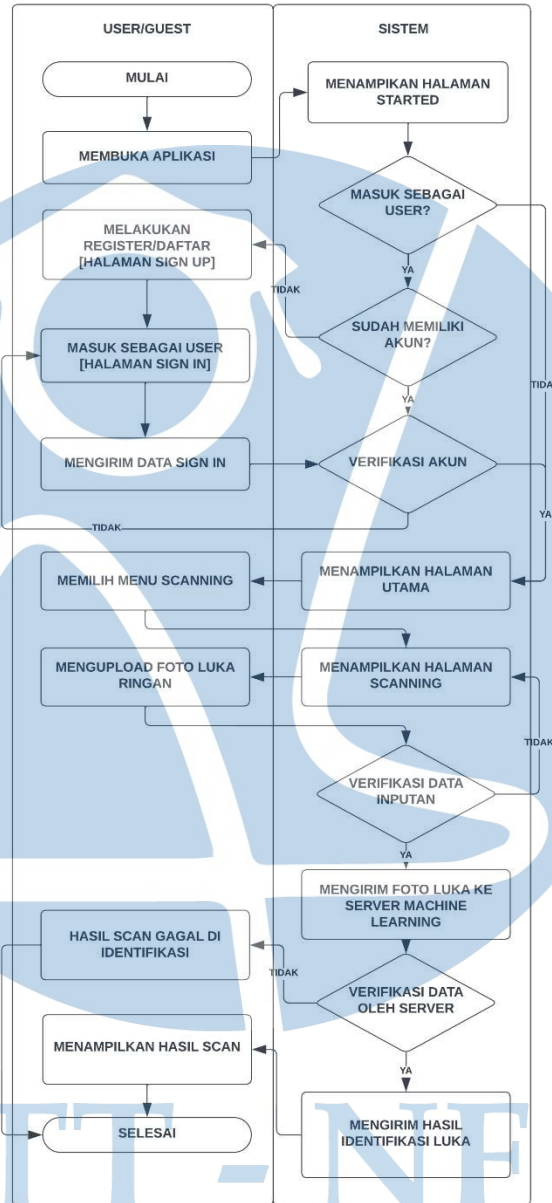 USER/GUEST
SISTEM
MULAI
MENAMPIKAN HALAMAN
STARTED
MEMBUKA APLIKASI
MASUK SEBAGAI
USER?
MELAKUKAN
REGISTER/DAFTAR
[HALAMAN SIGN UP]
YA
TIDAK
SUDAH MEMILIKI
AKUN?
MASUK SEBAGAI USER
[HALAMAN SIGN IN]
TIDAK
YA
MENGIRIM DATA SIGN IN
VERIFIKASI AKUN
YA
TIDAK
MEMILIH MENU SCANNING
MENAMPILKAN HALAMAN
UTAMA
MENGUPLOAD FOTO LUKA
RINGAN
MENAMPILKAN HALAMAN
SCANNING
TIDAK
VERIFIKASI DATA
INPUTAN
YA
MENGIRIM FOTO LUKA KE
SERVER MACHINE
LEARNING
HASIL SCAN GAGAL DI
IDENTIFIKASI
TIDAK
VERIFIKASI DATA
OLEH SERVER
MENAMPILKAN HASIL SCAN
YA
SELESAI
MENGIRIM HASIL
IDENTIFIKASI LUKA